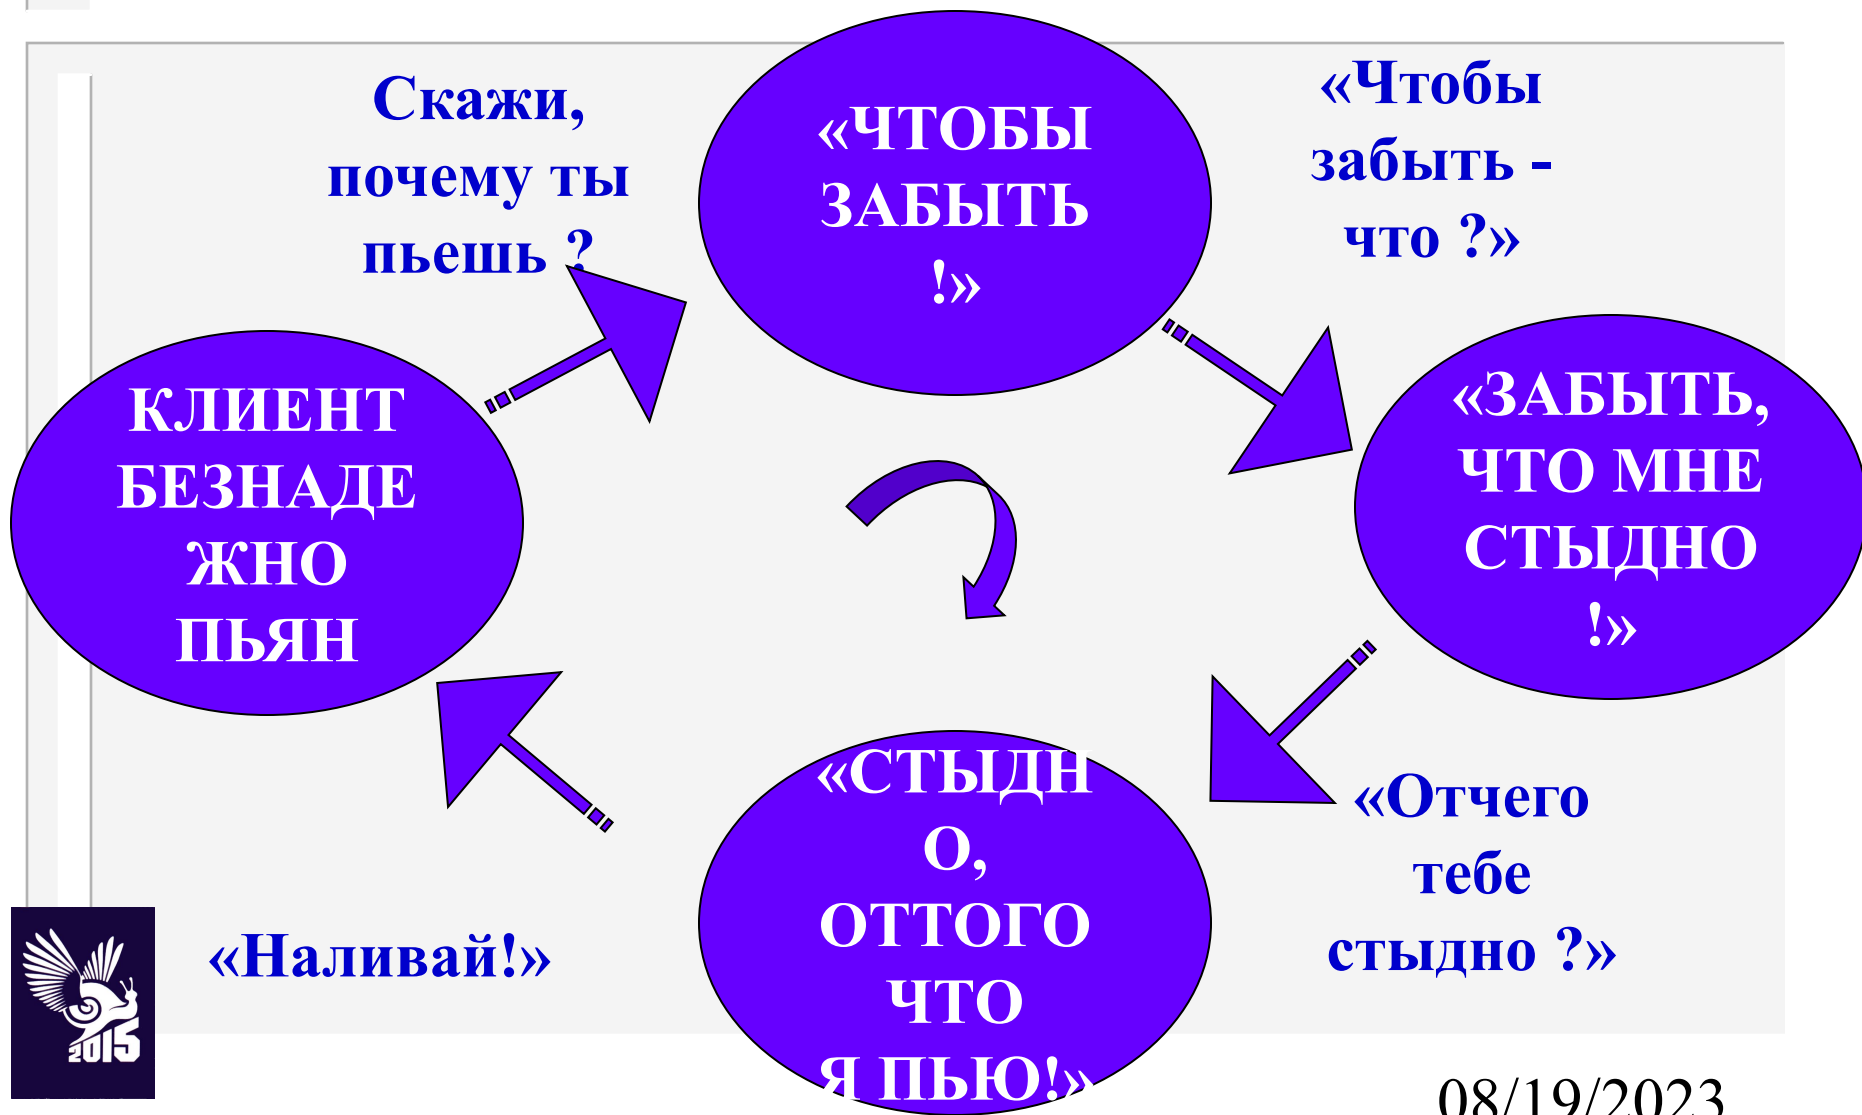 Скажи,
почему ты
пьешь ?
«ЧТОБЫ
ЗАБЫТЬ
!»
«Чтобы
забыть -
что ?»
КЛИЕНТ
БЕЗНАДЕ
ЖНО
ПЬЯН
«ЗАБЫТЬ,
ЧТО МНЕ
СТЫДНО
!»
«СТЫДН
О,
ОТТОГО
ЧТО
Я ПЬЮ!»
«Отчего
тебе
стыдно ?»
«Наливай!»
2015
08/19/2023